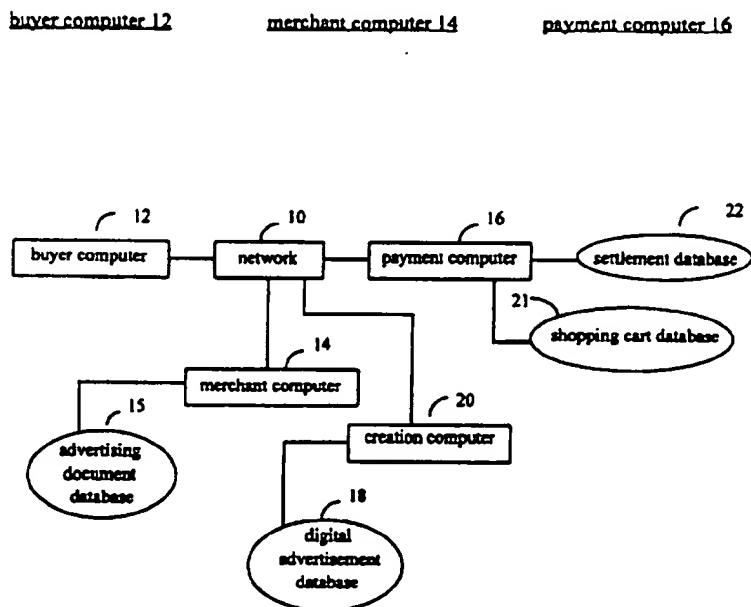 buyer computer 12
merchant computer 14
payment computer 16
12
10
16
22
buyer computer
network
payment computer
settlement database
21
shopping cart database
14
merchant computer
15
20
advertising
document
database
creation computer
18
digital
advertisement
database